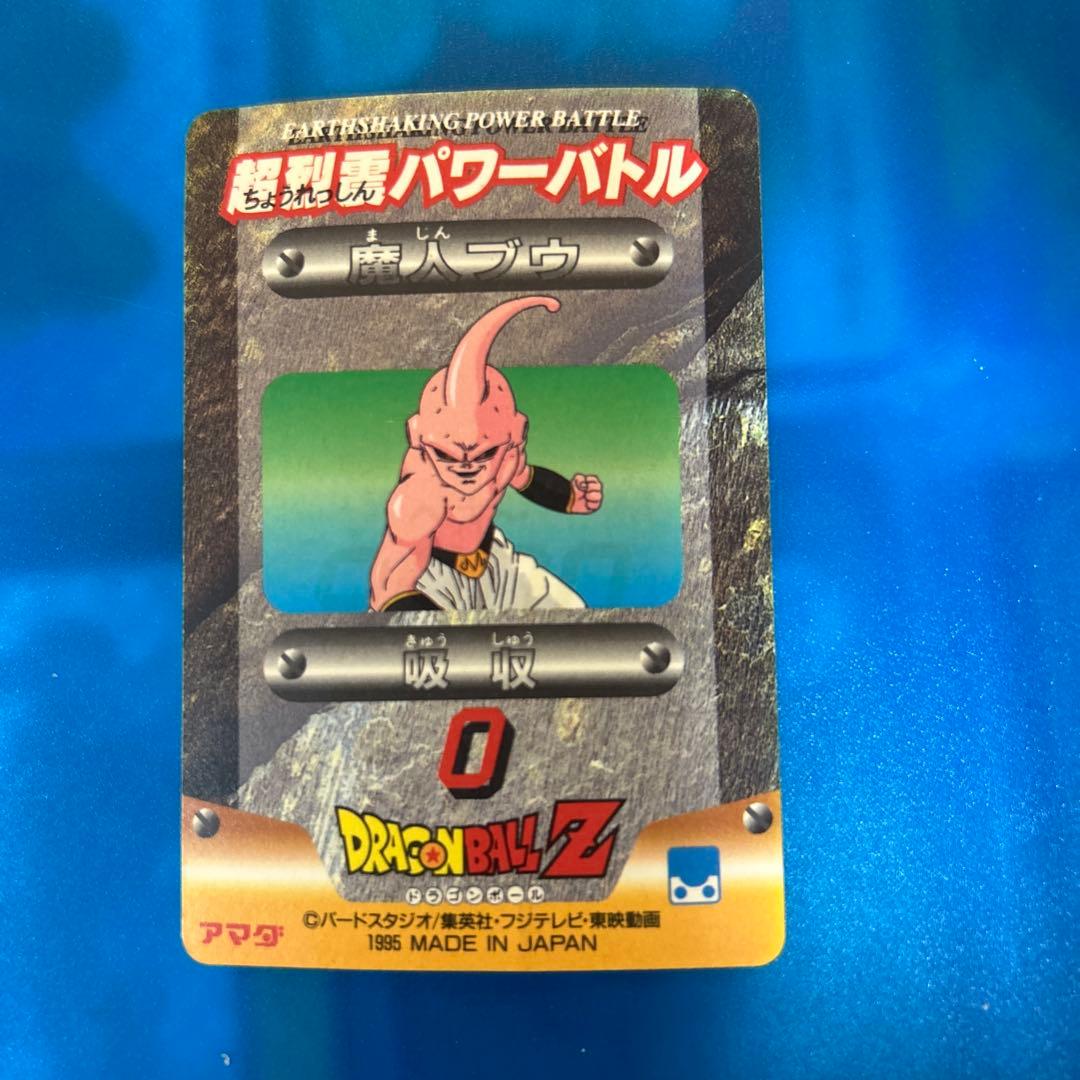 EARTHSHAKING POWER BATTLE
超烈震パワーバトル
ちょうれっしん
ま じん
魔人ブウ
きゅう しゅう
吸収
0
DRAGONBALL Z
ドラゴンボール
©バードスタジオ/集英社・フジテレビ・東映動画
アマダ
1995 MADE IN JAPAN